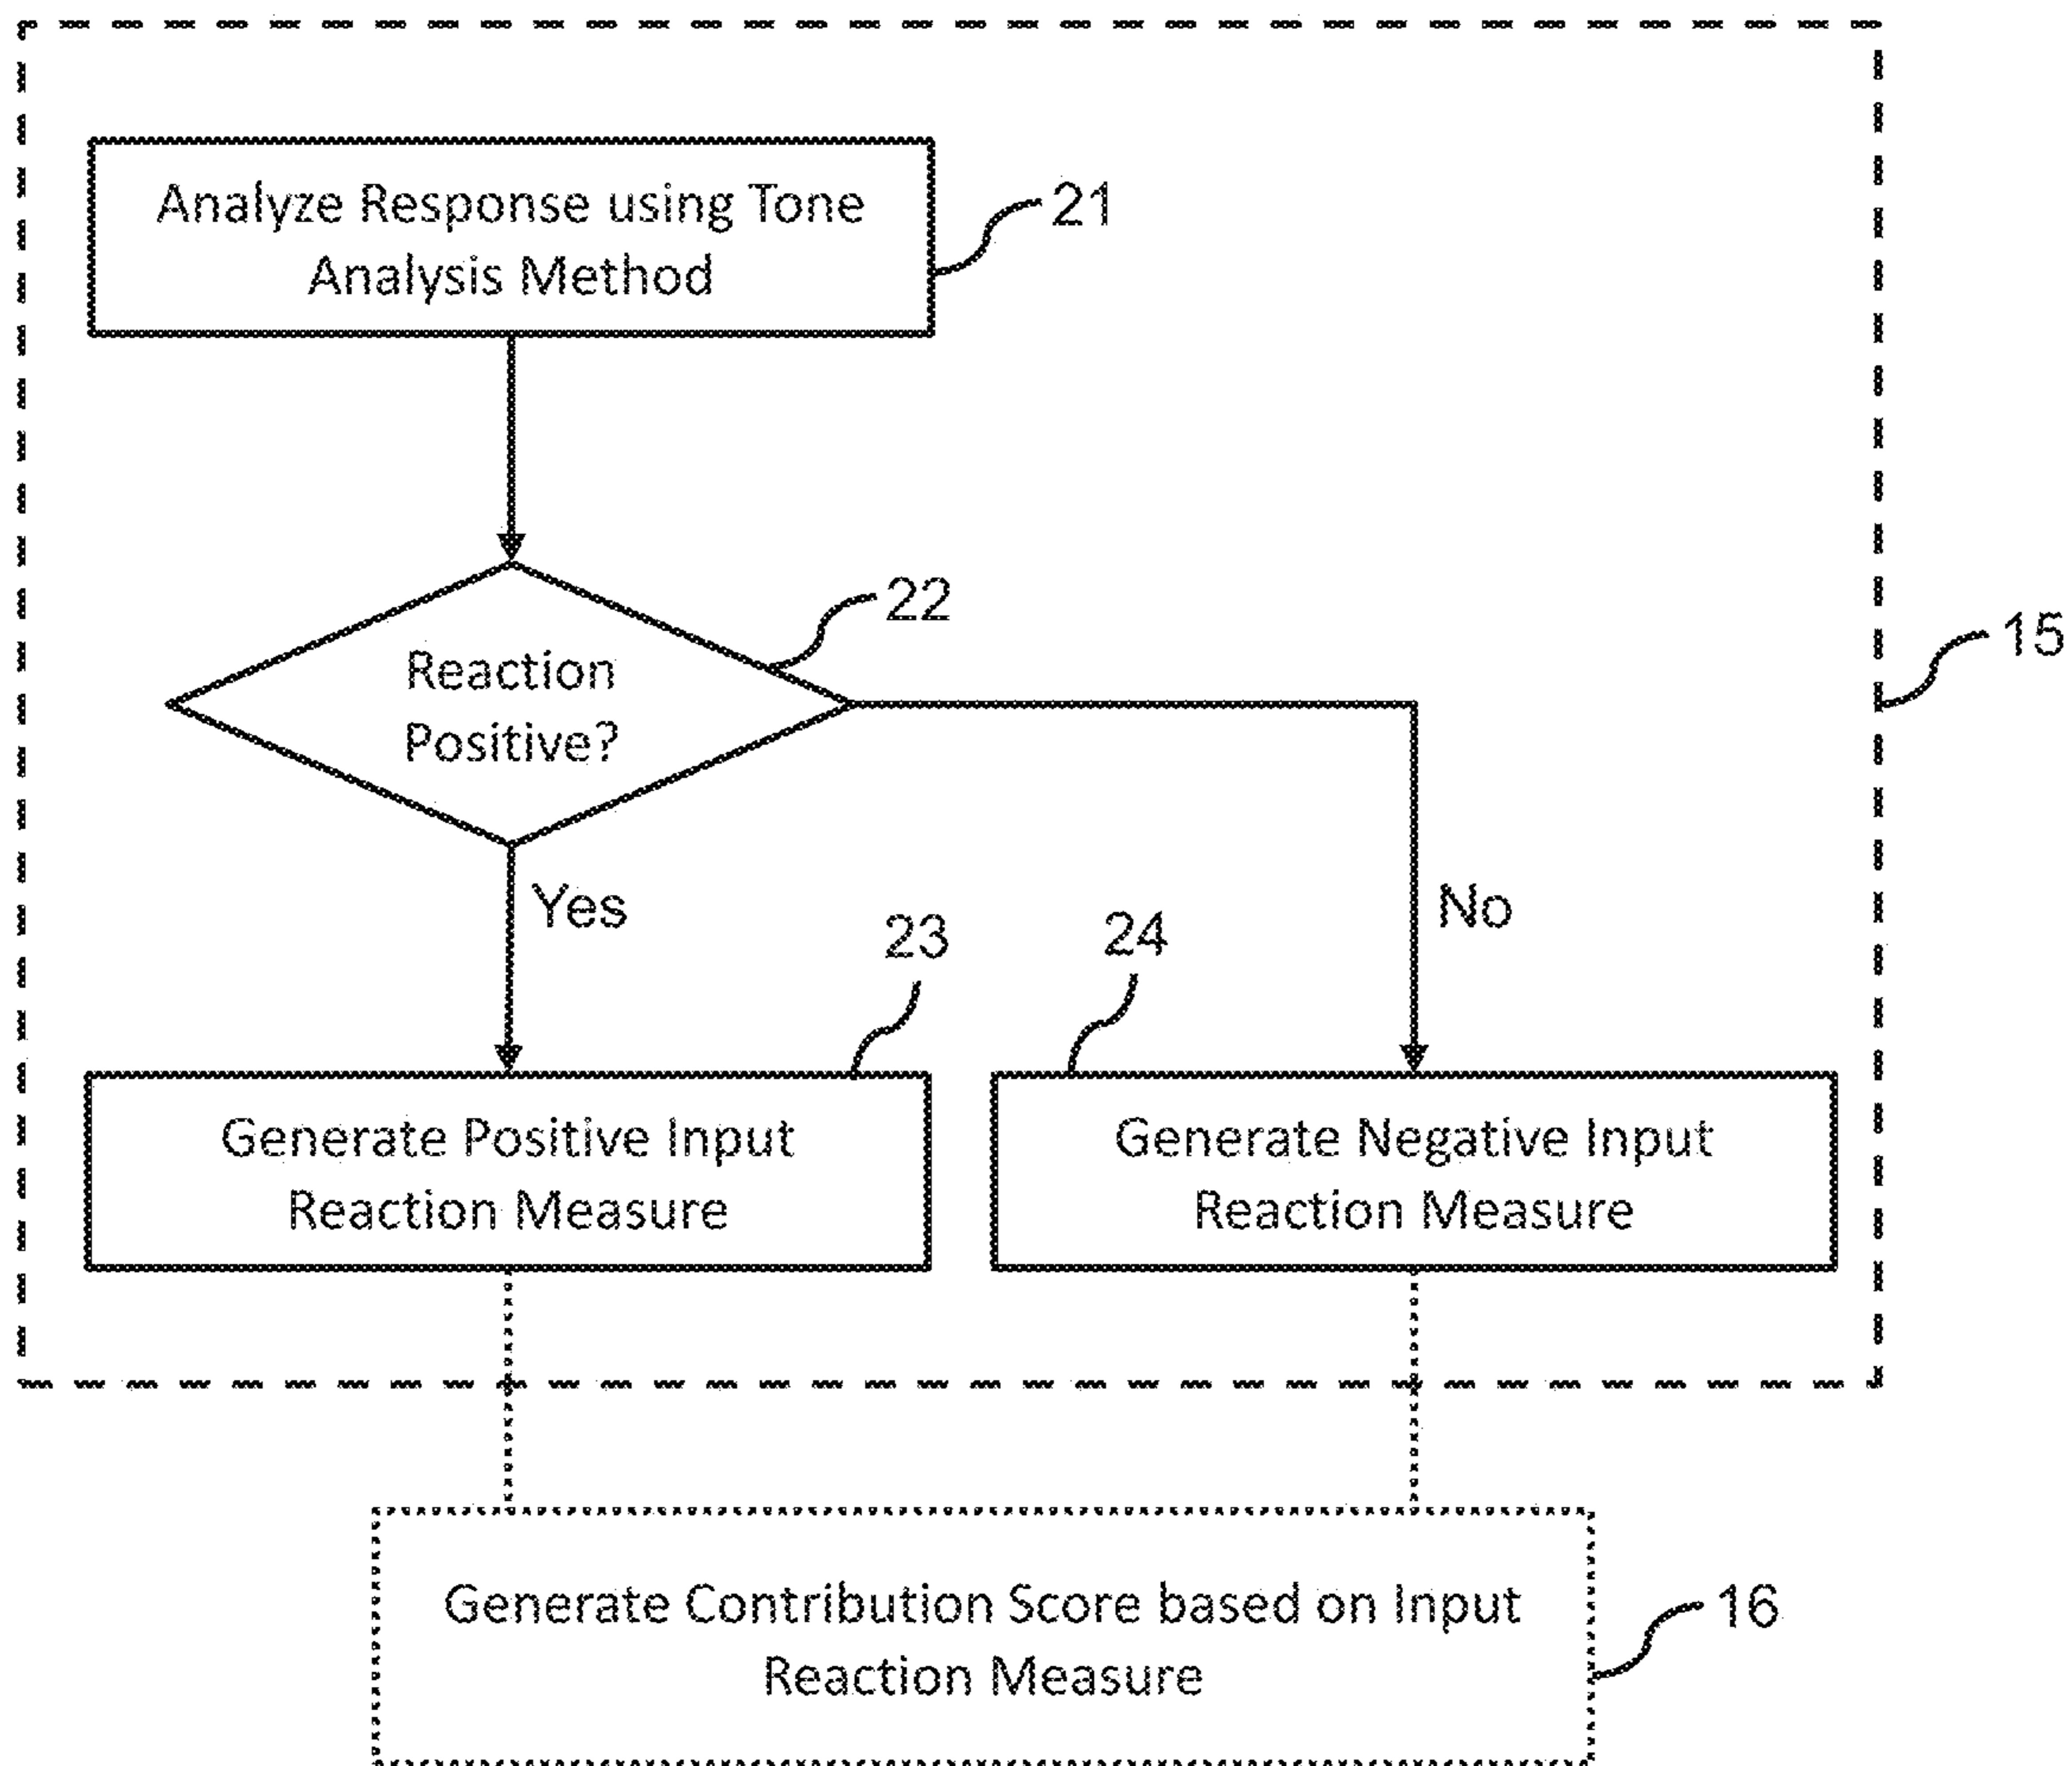 Analyze Response using Tone
Analysis Method
21
22
Reaction
Positive?
15
Yes
No
23
24
Generate Positive Input
Reaction Measure
Generate Negative Input
Reaction Measure
Generate Contribution Score based on Input
Reaction Measure
16